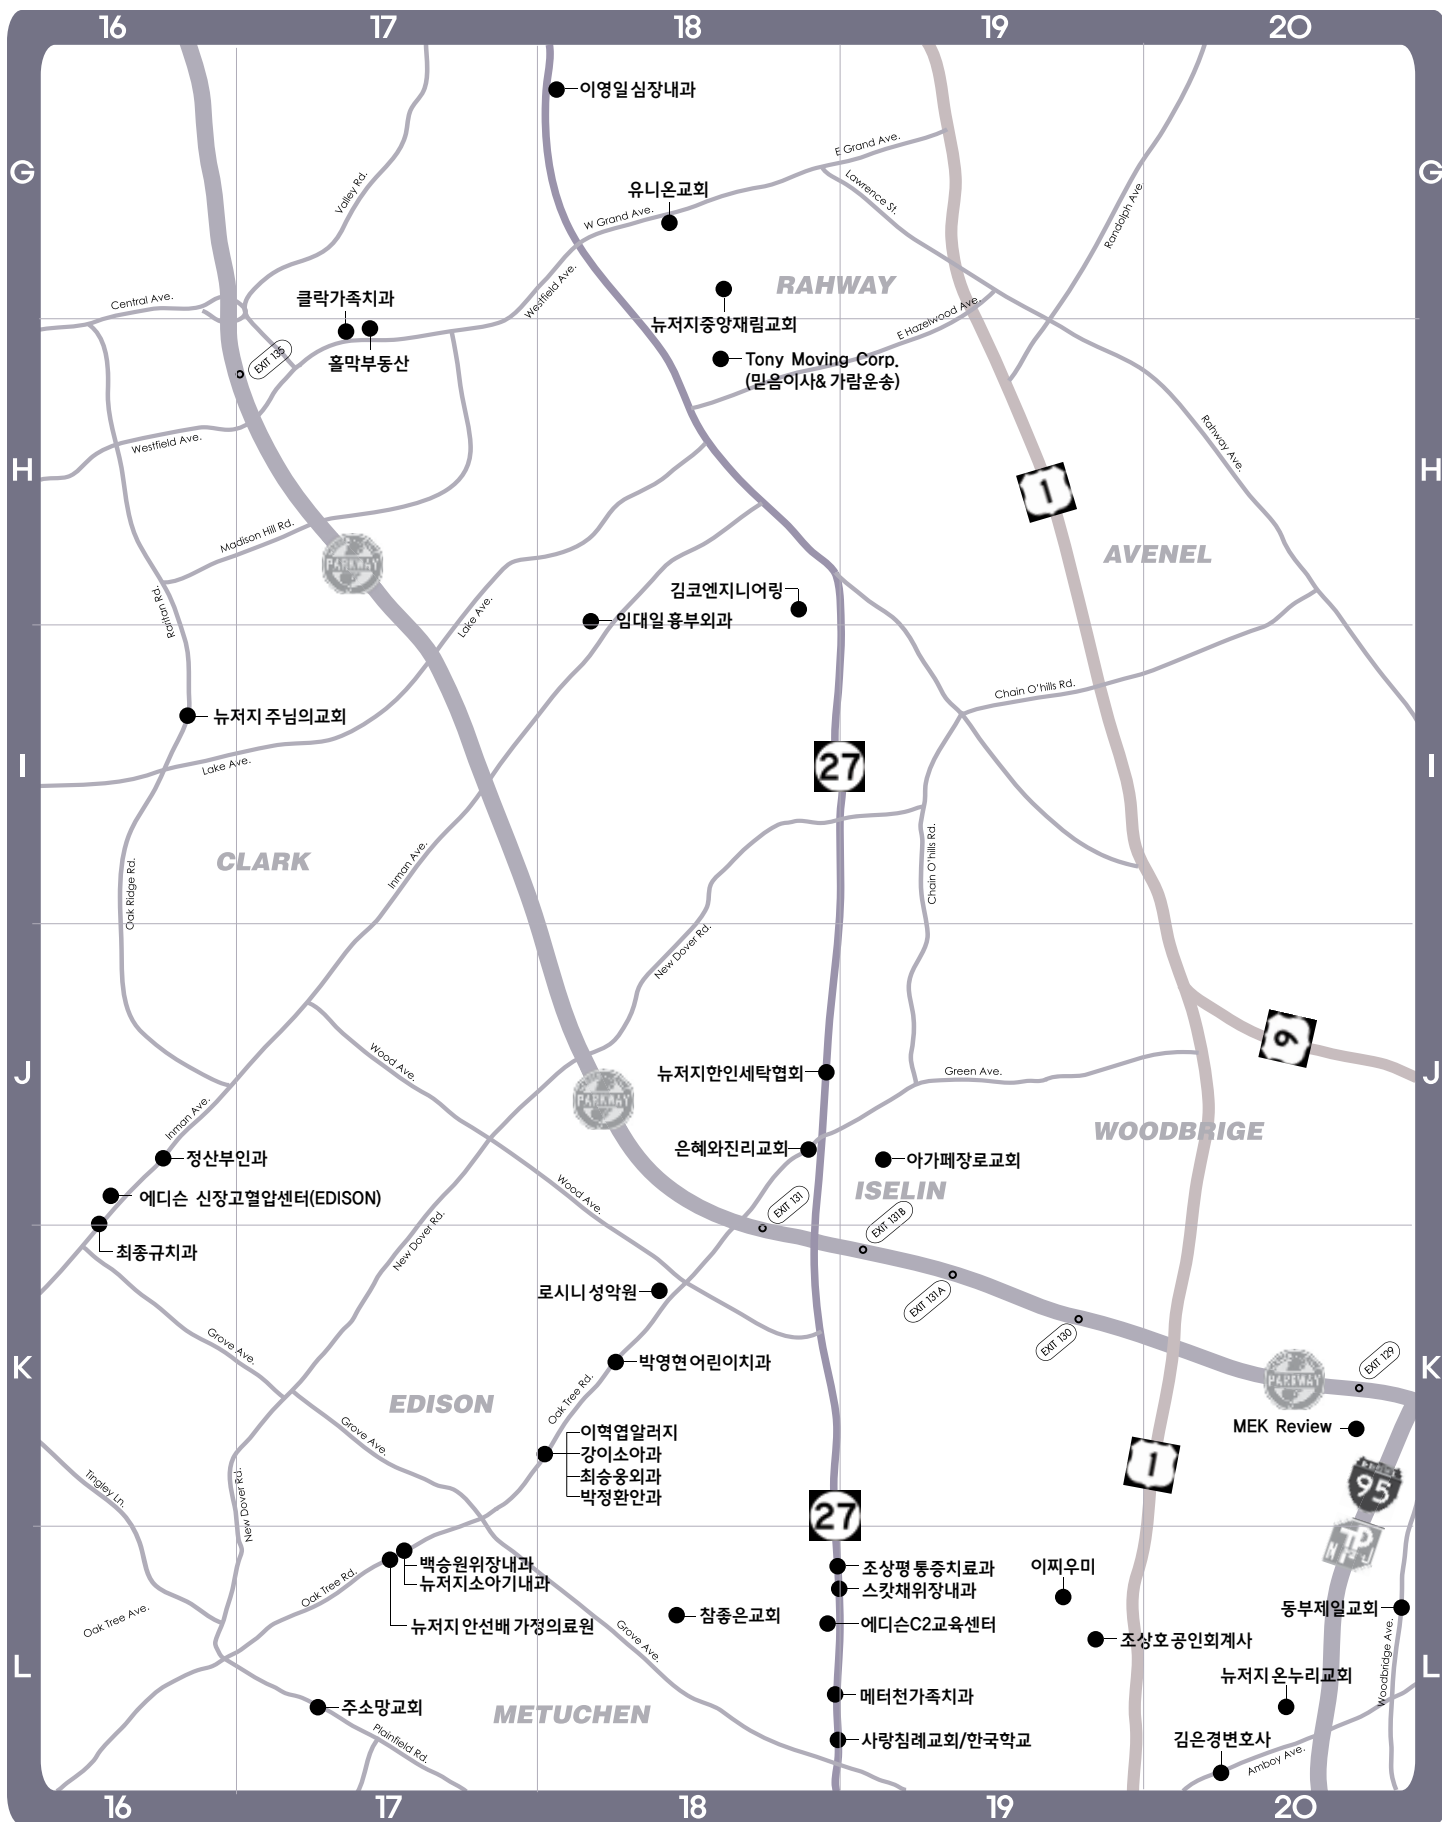 16 17 18 19 20
G
G
이영일심장내과
E Grand Ave.
Valley Rd.
Lawrence St.
유니온교회
W Grand Ave.
Randolph Ave
Westfield Ave.
RAHWAY
Central Ave.
클락가족치과
뉴저지중앙재림교회
E Hazelwood Ave.
EXIT 135
홀막부동산
Tony Moving Corp.
(믿음이사&가람운송)
Westfield Ave.
Rahway Ave.
H
H
1
Madison Hill Rd.
PARKWAY
AVENEL
Raritan Rd.
Lake Ave.
김코엔지니어링
임대일흉부외과
Chain O'hills Rd.
뉴저지 주님의교회
Lake Ave.
I
27
I
CLARK
Inman Ave.
Chain O'hills Rd.
Oak Ridge Rd.
New Dover Rd.
9
Wood Ave.
J
뉴저지한인세탁협회
Green Ave.
J
PARKWAY
Inman Ave.
WOODBRIGE
정산부인과
은혜와진리교회
아가페장로교회
에디슨 신장고혈압센터(EDISON)
Wood Ave.
ISELIN
EXIT 131
EXIT 131B
최종규치과
New Dover Rd.
로시니성악원
EXIT 131A
Grove Ave.
EXIT 130
EXIT 129
K
박영현어린이치과
PARKWAY
K
EDISON
Oak Tree Rd.
Grove Ave.
이혁엽알러지
MEK Review
강이소아과
최승웅외과
박정환안과
1
95
Tingley Ln.
New Dover Rd.
27
TP
NJ
백승원위장내과
뉴저지소아기내과
조상평통증치료과
이찌우미
스캇채위장내과
Oak Tree Rd.
Oak Tree Ave.
뉴저지안선배 가정의료원
참좋은교회
에디슨C2교육센터
동부제일교회
Grove Ave.
조상호공인회계사
Woodbridge Ave.
L
뉴저지온누리교회
L
주소망교회
메터천가족치과
METUCHEN
Plainfield Rd.
사랑침례교회/한국학교
김은경변호사
Amboy Ave.
16 17 18 19 20